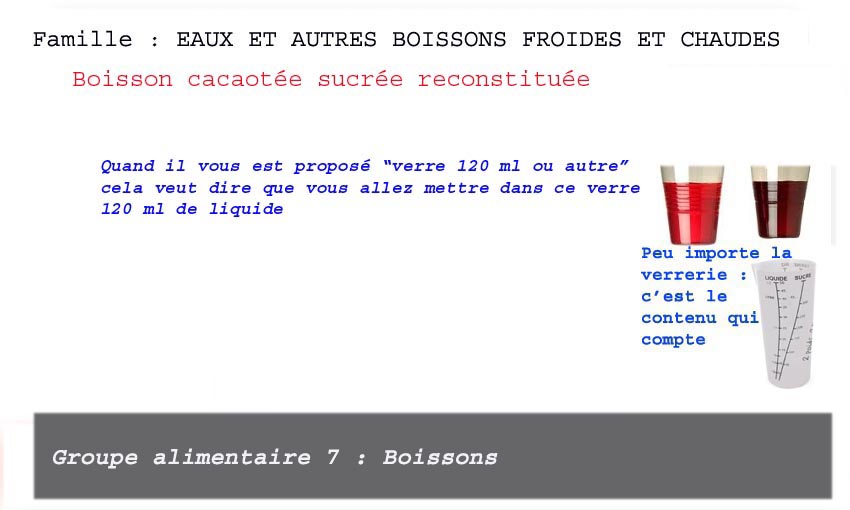 Famille : EAUX ET AUTRES BOISSONS FROIDES ET CHAUDES
Boisson cacaotée sucrée reconstituée
Quand il vous est proposé “verre 120 ml ou autre”
cela veut dire que vous allez mettre dans ce verre
120 ml de liquide
Peu importe la
verrerie :
c’est le
contenu qui
compte
LIQUIDE SUCRE
Groupe alimentaire 7 : Boissons